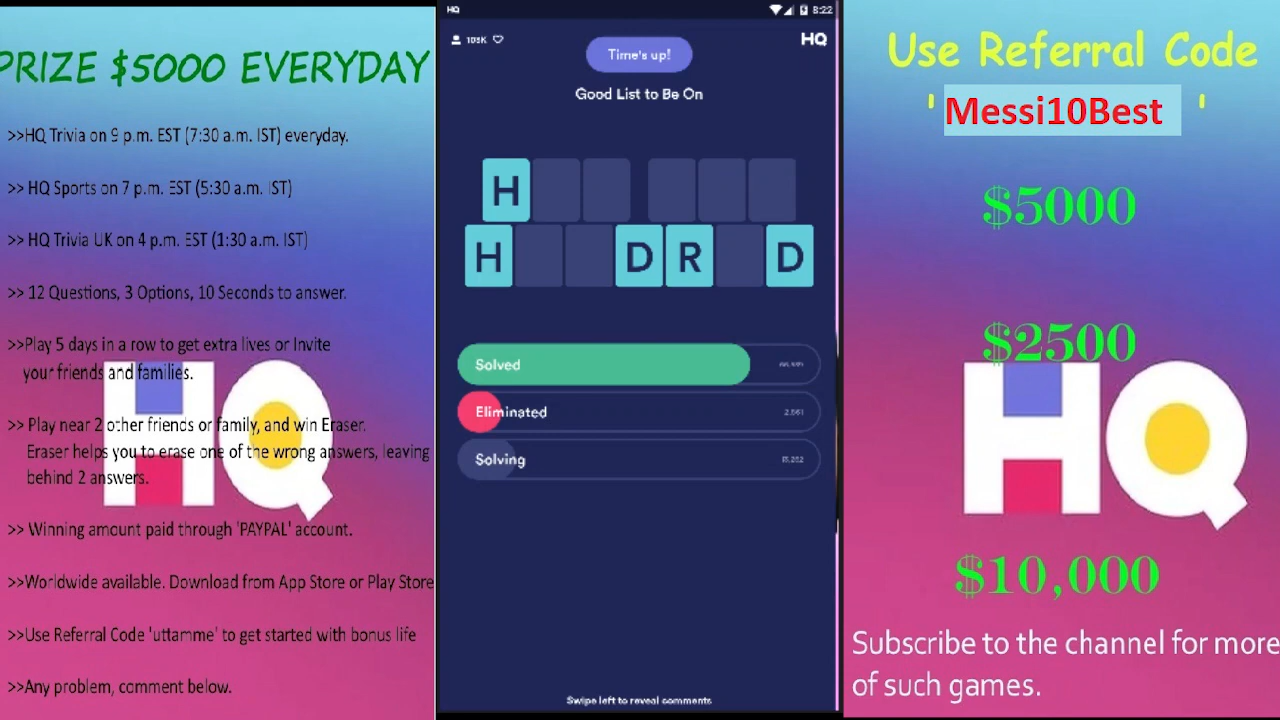 PRIZE $5000 EVERYDAY
>>HQ Trivia on 9 p.m. EST (7:30 a.m. IST) everyday.
>> HQ Sports on 7 p.m. EST (5:30 a.m. IST)
>> HQ Trivia UK on 4 p.m. EST (1:30 a.m. IST)
>> 12 Questions, 3 Options, 10 Seconds to answer.
>>Play 5 days in a row to get extra lives or Invite
your friends and families.
>> Play near 2 other friends or family, and win Eraser.
Eraser helps you to erase one of the wrong answers, leaving
behind 2 answers.
>> Winning amount paid through 'PAYPAL' account.
>>Worldwide available. Download from App Store or Play Store
>>Use Referral Code 'uttamme' to get started with bonus life
>>Any problem, comment below.
HQ
HQ
8:22
103K
HQ
Time's up!
Good List to Be On
H
H D R D
Solved
Eliminated
Solving
Swipe left to reveal comments
Use Referral Code
' Messi10Best '
$5000
$2500
HQ
$10,000
Subscribe to the channel for more
of such games.